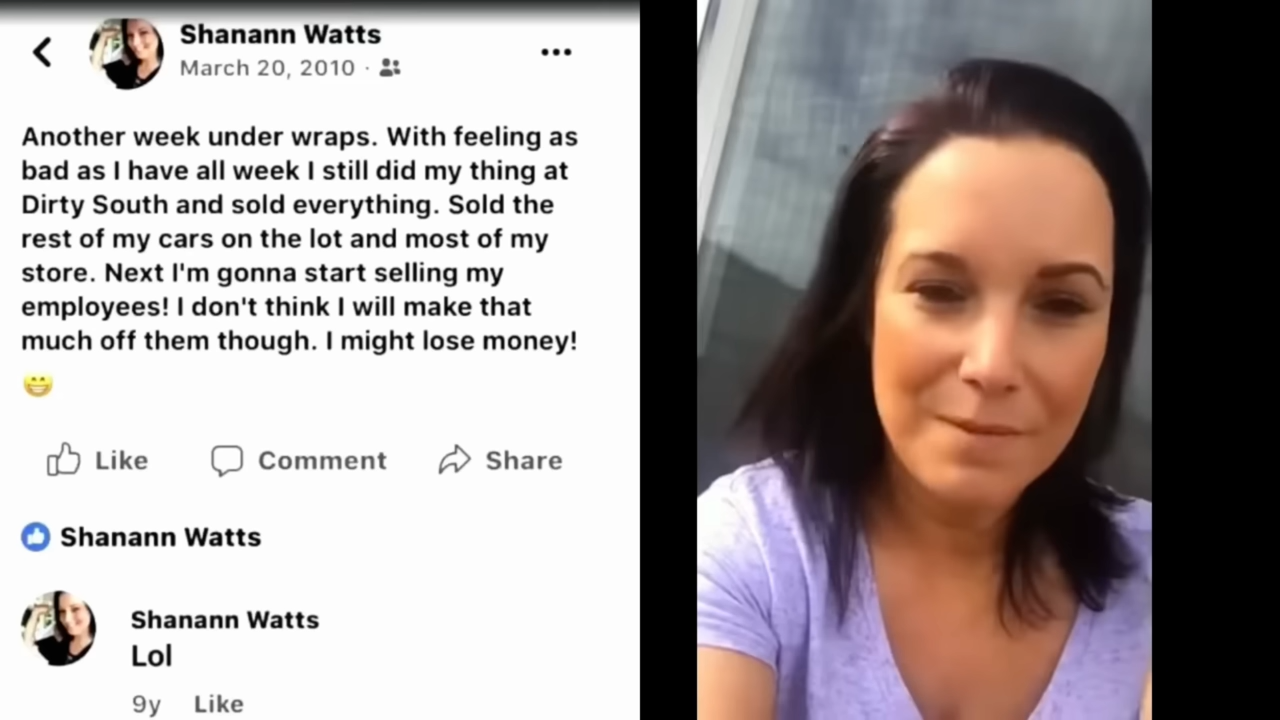 Shanann Watts
March 20, 2010 ·
Another week under wraps. With feeling as
bad as I have all week I still did my thing at
Dirty South and sold everything. Sold the
rest of my cars on the lot and most of my
store. Next I'm gonna start selling my
employees! I don't think I will make that
much off them though. I might lose money!
😁
Like Comment Share
Shanann Watts
Shanann Watts
Lol
9y Like